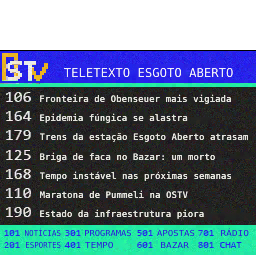 OSTV
TELETEXTO ESGOTO ABERTO
106 Fronteira de Obenseuer mais vigiada
164 Epidemia fúngica se alastra
179 Trens da estação Esgoto Aberto atrasam
125 Briga de faca no Bazar: um morto
168 Tempo instável nas próximas semanas
110 Maratona de Pummeli na OSTV
190 Estado da infraestrutura piora
101 NOTÍCIAS 301 PROGRAMAS 501 APOSTAS 701 RÁDIO
201 ESPORTES 401 TEMPO 601 BAZAR 801 CHAT